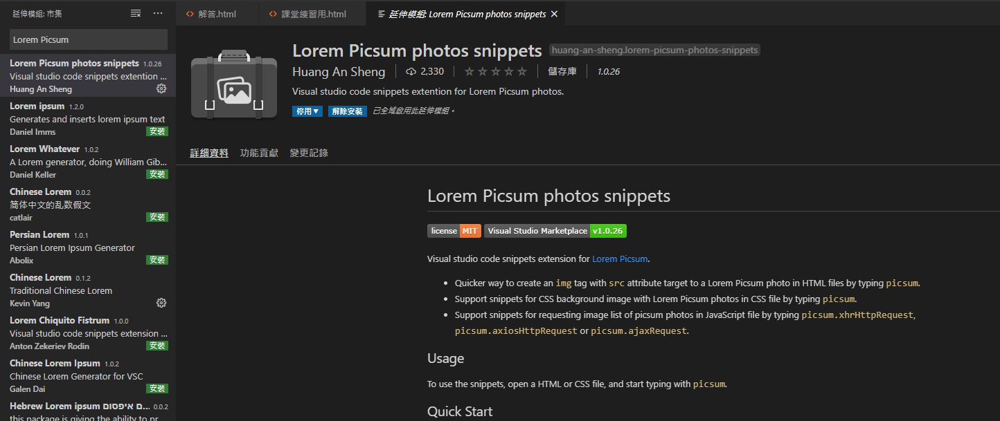 延伸模組: 市集
解答.html
課堂練習用.html
延伸模組: Lorem Picsum photos snippets
Lorem Picsum
Lorem Picsum photos snippets 1.0.26
Visual studio code snippets extention ...
Huang An Sheng
Lorem ipsum 1.2.0
Generates and inserts lorem ipsum text
Daniel Imms 安裝
Lorem Whatever 1.0.2
A Lorem generator, doing William Gib...
Daniel Keller 安裝
Chinese Lorem 0.0.2
简体中文的乱数假文
catlair 安裝
Persian Lorem 1.0.1
Persian Lorem Ipsum Generator
Abolix 安裝
Chinese Lorem 0.1.2
Traditional Chinese Lorem
Kevin Yang
Lorem Chiquito Fistrum 1.0.0
Visual studio code snippets extension ...
Anton Zekeriev Rodin 安裝
Chinese Lorem Ipsum 1.0.2
Chinese Lorem Generator for VSC
Galen Dai 安裝
Hebrew Lorem ipsum ם איפסום... 0.0.2
this package is giving the ability to pr
Lorem Picsum photos snippets huang-an-sheng.lorem-picsum-photos-snippets
Huang An Sheng 2,330 儲存庫 1.0.26
Visual studio code snippets extention for Lorem Picsum photos.
停用 解除安裝 已全域啟用此延伸模組。
詳細資料 功能貢獻 變更記錄
Lorem Picsum photos snippets
license MIT Visual Studio Marketplace v1.0.26
Visual studio code snippets extension for Lorem Picsum.
• Quicker way to create an img tag with src attribute target to a Lorem Picsum photo in HTML files by typing picsum.
• Support snippets for CSS background image with Lorem Picsum photos in CSS file by typing picsum.
• Support snippets for requesting image list of picsum photos in JavaScript file by typing picsum.xhrHttpRequest,
picsum.axiosHttpRequest or picsum.ajaxRequest.
Usage
To use the snippets, open a HTML or CSS file, and start typing with picsum.
Quick Start